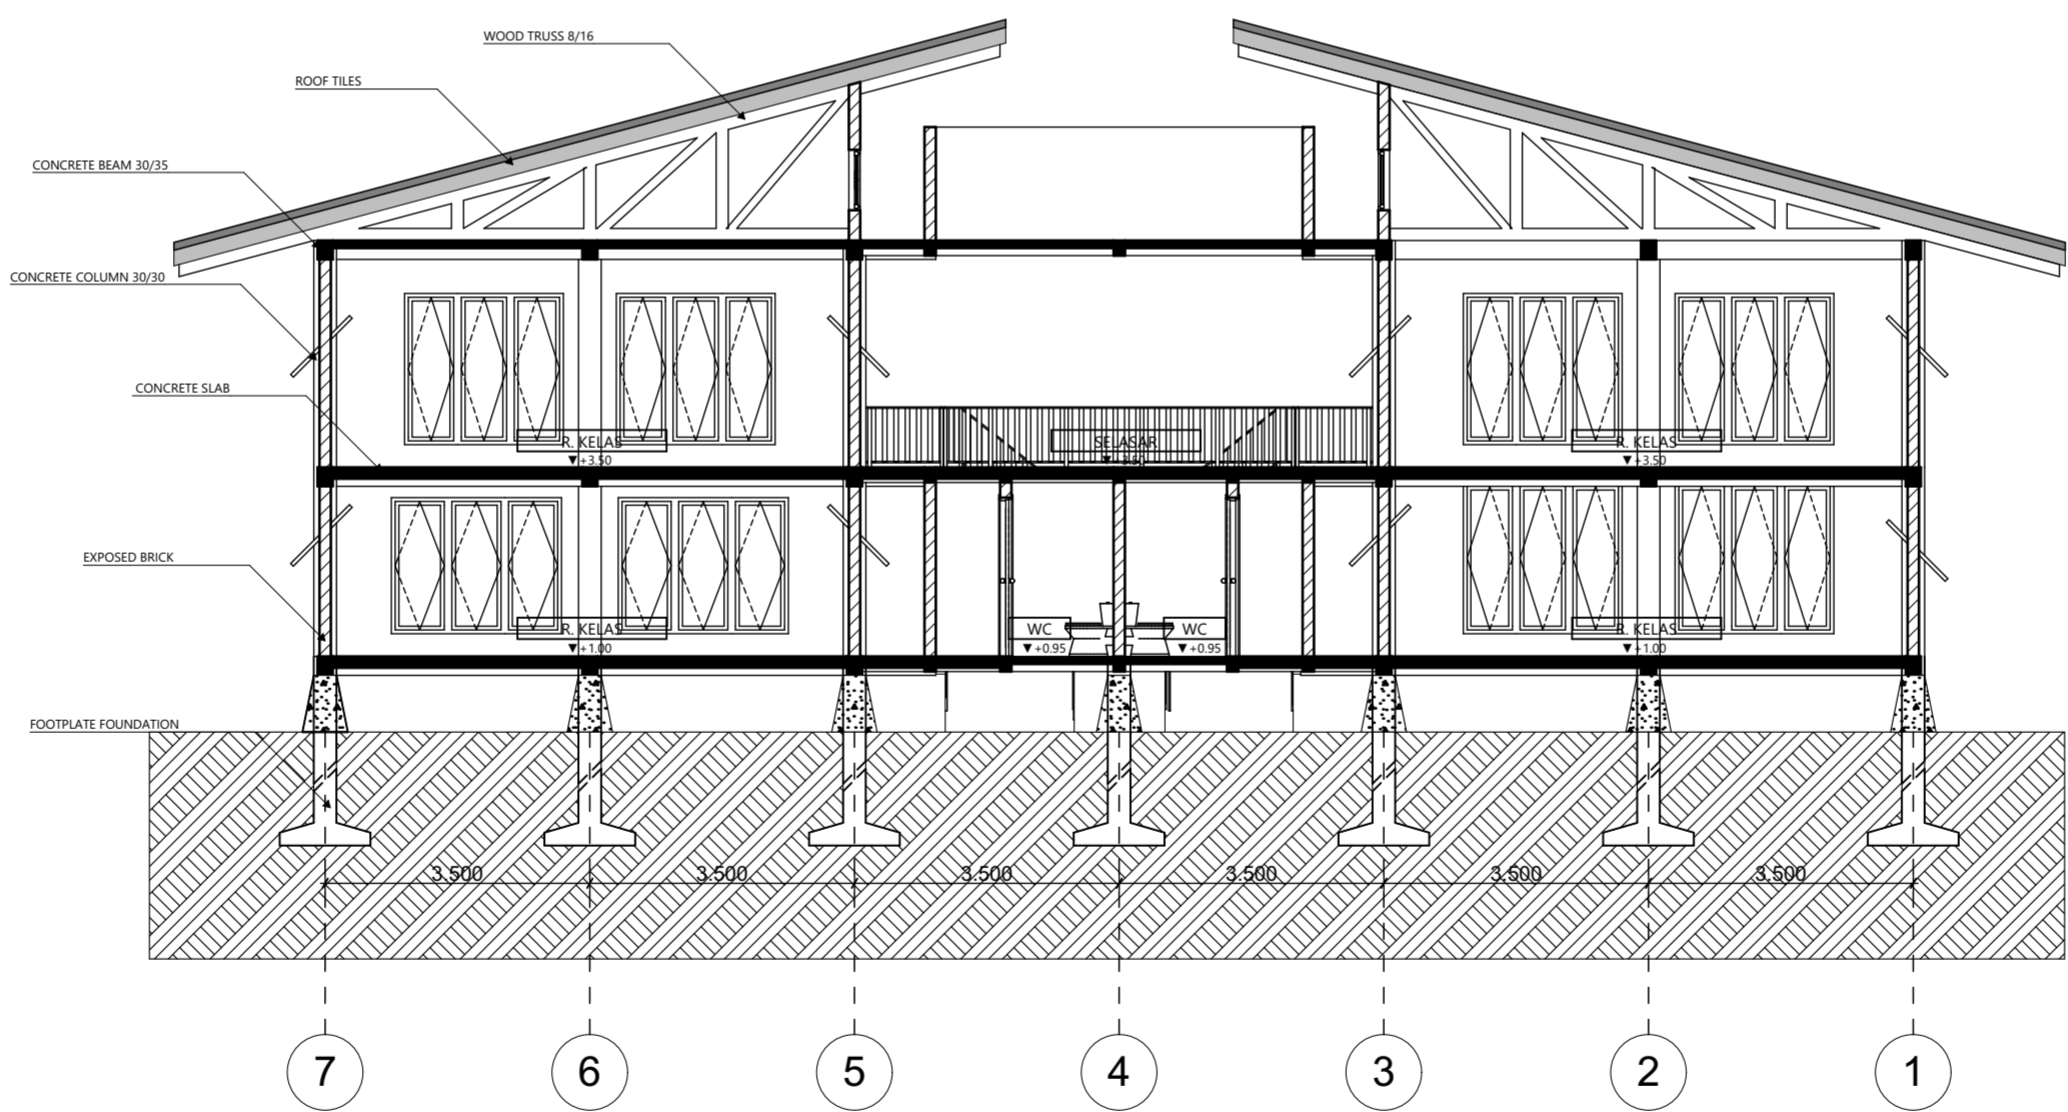 WOOD TRUSS 8/16
ROOF TILES
CONCRETE BEAM 30/35
CONCRETE COLUMN 30/30
CONCRETE SLAB
R. KELAS
+3.50
SELASAR
+3.50
R. KELAS
+3.50
EXPOSED BRICK
R. KELAS
+1.00
WC
+0.95
WC
+0.95
R. KELAS
+1.00
FOOTPLATE FOUNDATION
3.500 3.500 3.500 3.500 3.500 3.500
7 6 5 4 3 2 1